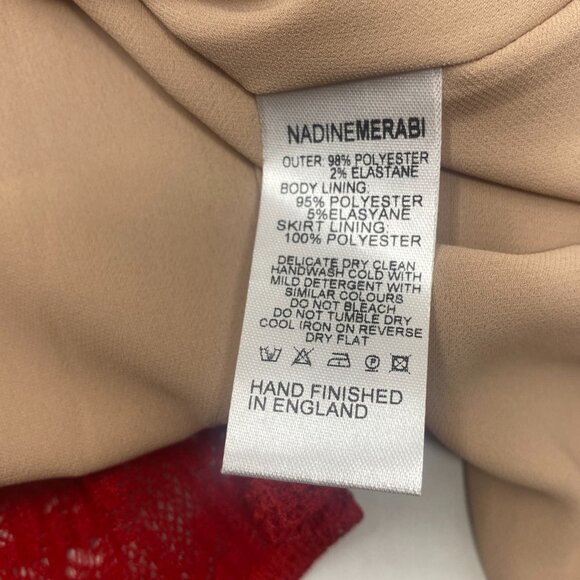 NADINEMERABI
OUTER: 98% POLYESTER
2% ELASTANE
BODY LINING:
95% POLYESTER
5%ELASYANE
SKIRT LINING:
100% POLYESTER
DELICATE DRY CLEAN
HANDWASH COLD WITH
MILD DETERGENT WITH
SIMILAR COLOURS
DO NOT BLEACH
DO NOT TUMBLE DRY
COOL IRON ON REVERSE
DRY FLAT
HAND FINISHED
IN ENGLAND